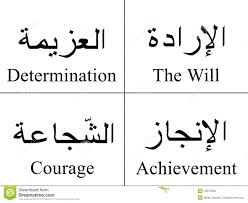 العزيمة
Determination
الإرادة
The Will
الشّجاعة
Courage
الإنجاز
Achievement